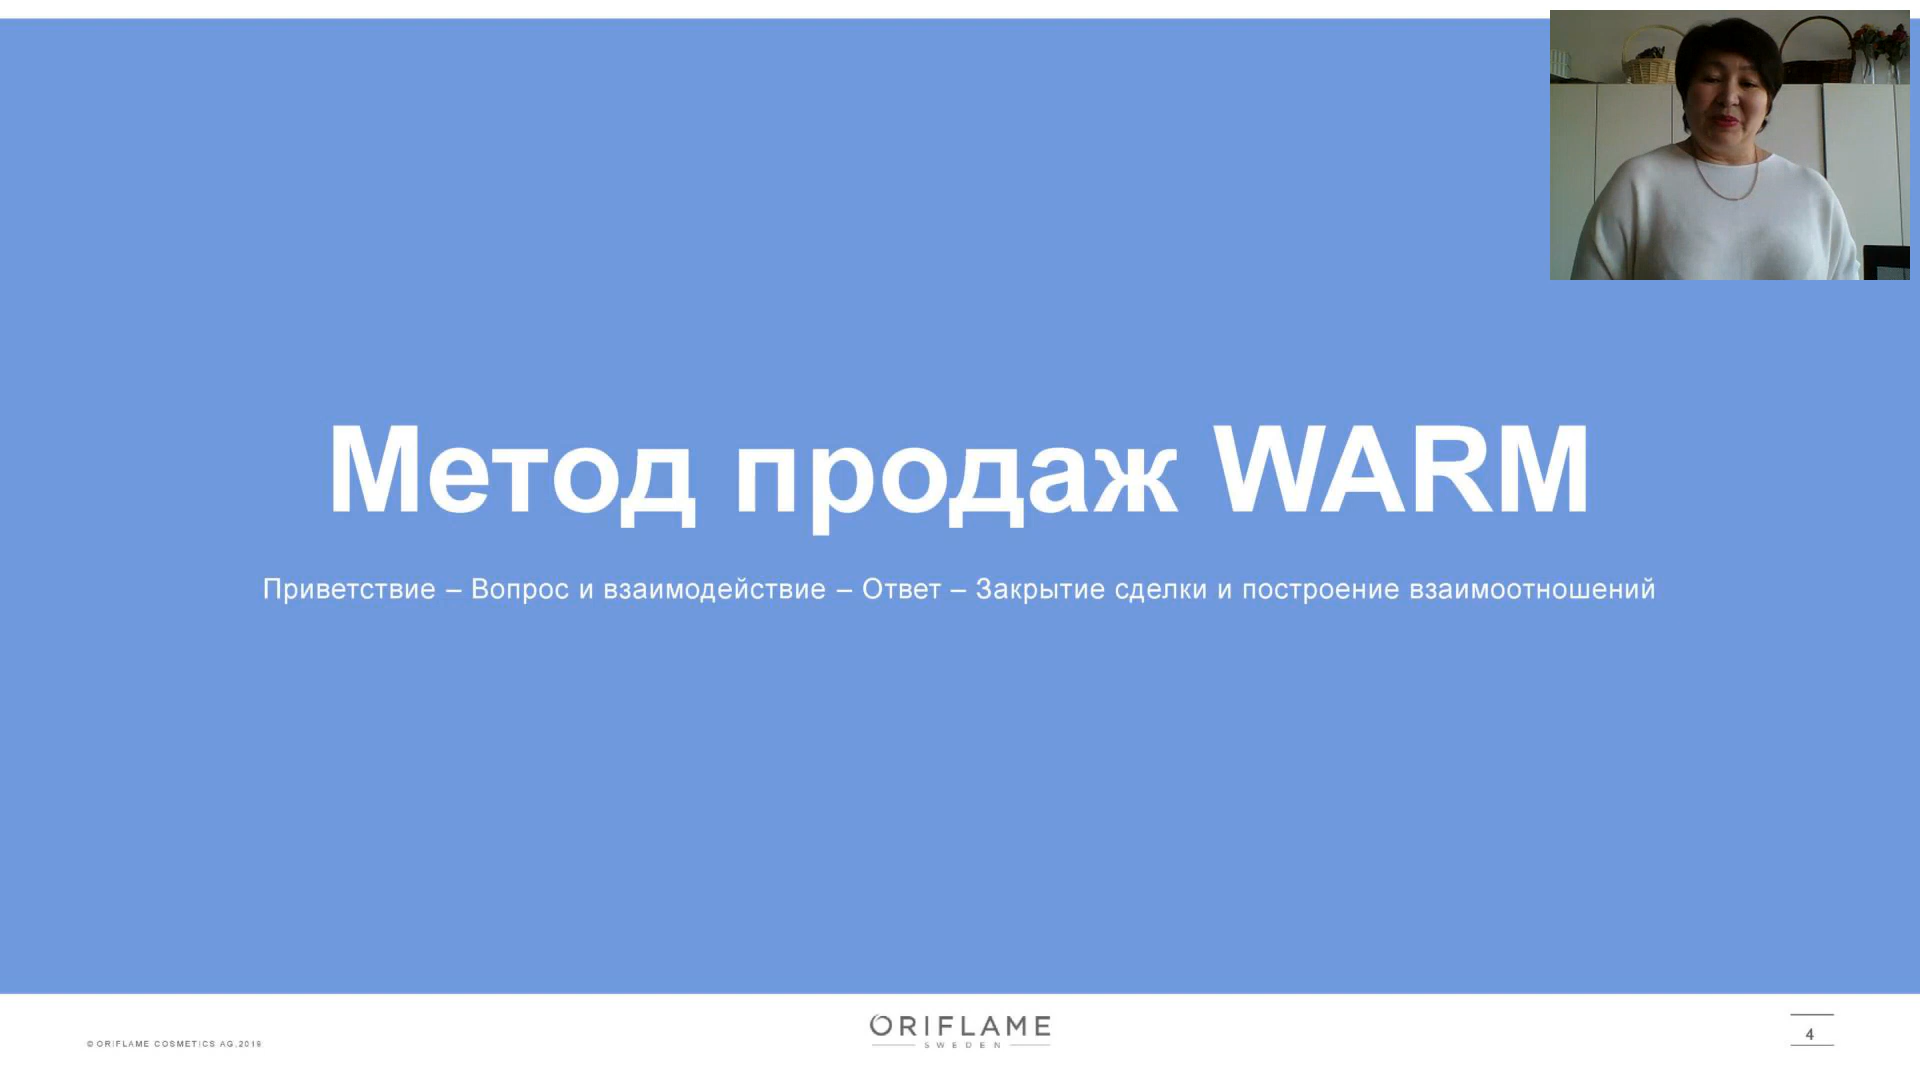 Метод продаж WARM
Приветствие – Вопрос и взаимодействие – Ответ – Закрытие сделки и построение взаимоотношений
© ORIFLAME COSMETICS AG,2019
ORIFLAME
SWEDEN
4